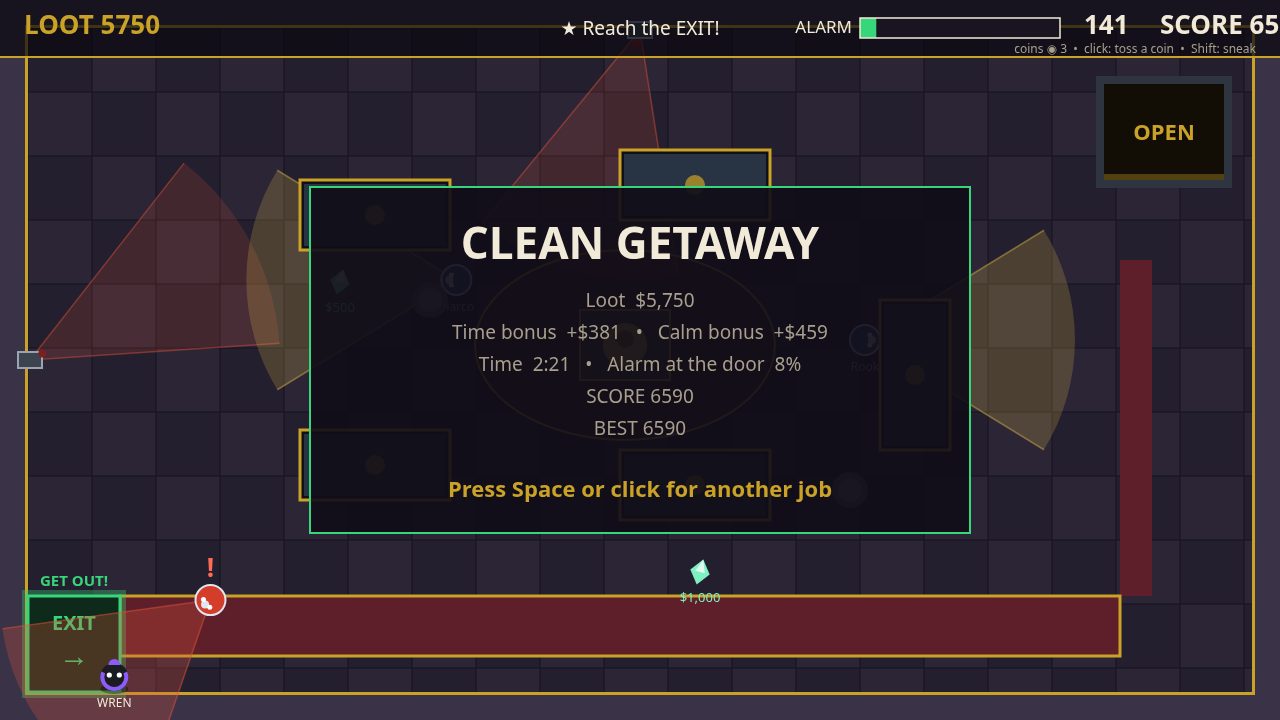 LOOT 5750
★ Reach the EXIT!
ALARM
141
SCORE 65
coins ◉ 3 • click: toss a coin • Shift: sneak
OPEN
CLEAN GETAWAY
$500
Loot $5,750
Time bonus +$381 • Calm bonus +$459
Time 2:21 • Alarm at the door 8%
Rook
SCORE 6590
BEST 6590
Press Space or click for another job
!
$1,000
GET OUT!
EXIT
→
WREN